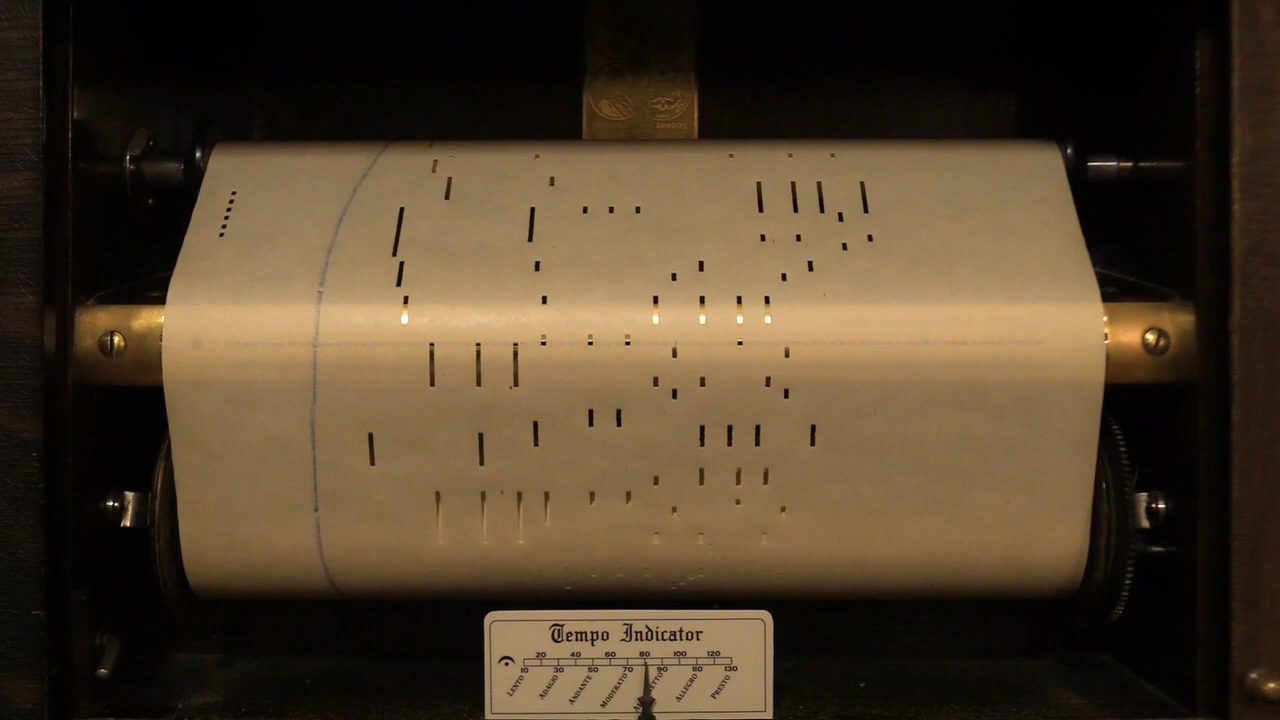 Tempo Indicator
20 40 60 80 100 120
10 30 50 70 90 110 130
LENTO ADAGIO ANDANTE MODERATO ALLEGRO PRESTO